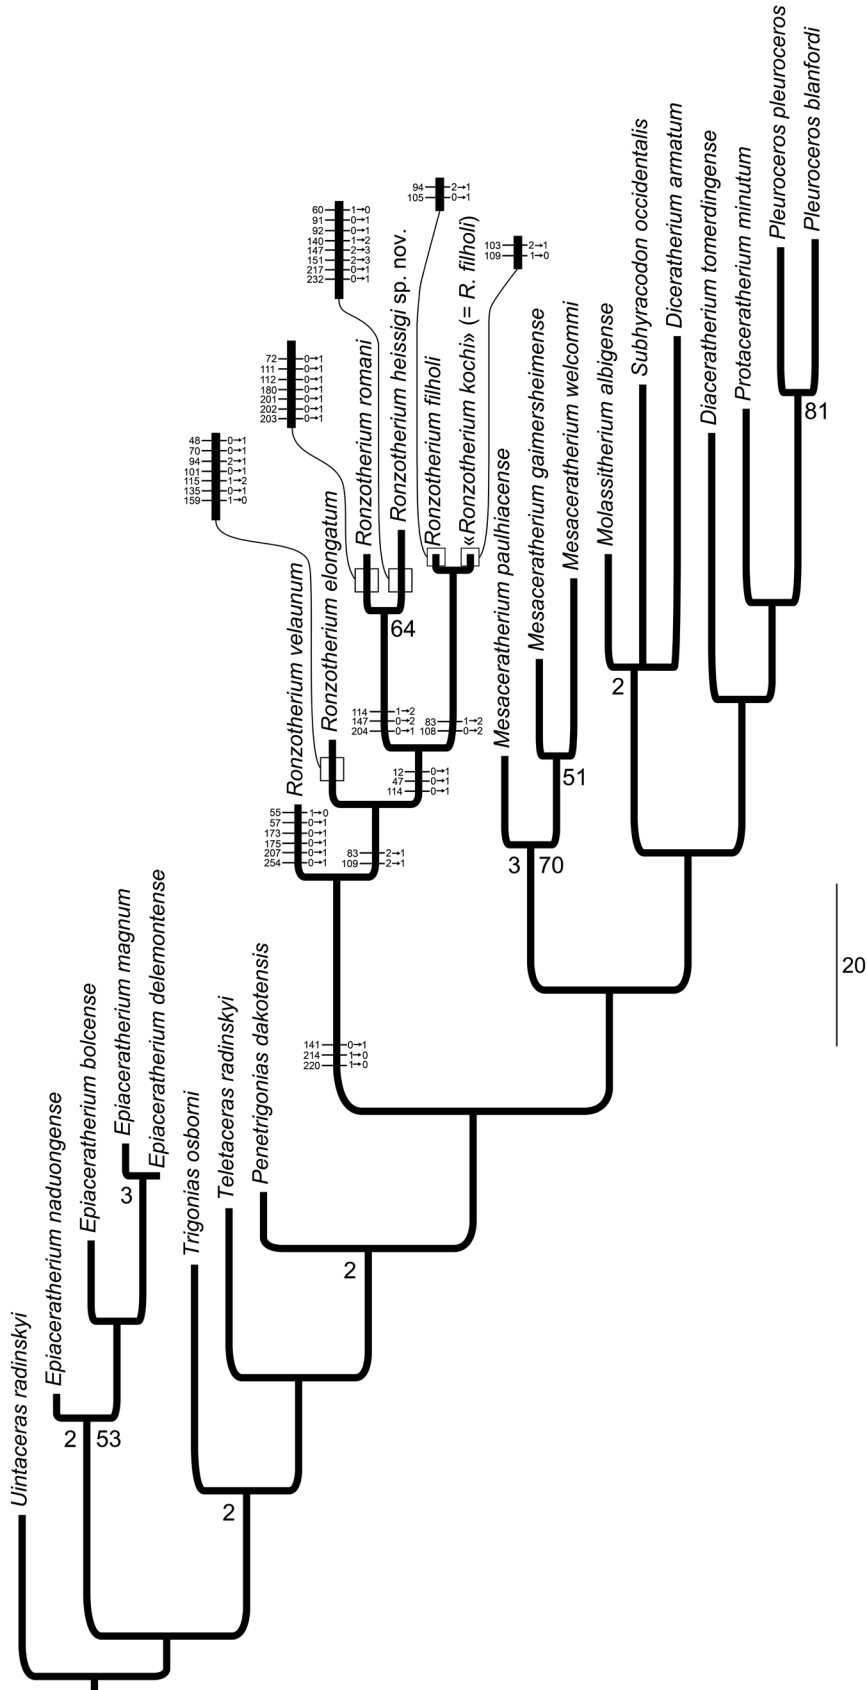 Uintaceras radinskyi
Epiaceratherium naduongense
Epiaceratherium bolcense
Epiaceratherium magnum
Epiaceratherium delemontense
Trigonias osborni
Teletaceras radinskyi
Penetrigonias dakotensis
Ronzotherium velaunum
Ronzotherium elongatum
Ronzotherium romani
Ronzotherium heissigi sp. nov.
Ronzotherium filholi
«Ronzotherium kochi» (= R. filholi)
Mesaceratherium paulhiacense
Mesaceratherium gaimersheimense
Mesaceratherium welcommi
Molassitherium albigense
Subhyracodon occidentalis
Diceratherium armatum
Diaceratherium tomerdingense
Protaceratherium minutum
Pleuroceros pleuroceros
Pleuroceros blanfordi
94 2→1
105 0→1
60 1→0
91 0→1
92 0→1
140 1→2
147 2→3
151 2→3
217 0→1
232 0→1
103 2→1
109 1→0
72 0→1
111 0→1
112 0→1
180 0→1
201 0→1
202 0→1
203 0→1
48 0→1
70 0→1
94 2→1
101 0→1
115 1→2
135 0→1
159 1→0
114 1→2
147 0→2
204 0→1
83 1→2
108 0→2
12 0→1
47 0→1
114 0→1
55 1→0
57 0→1
173 0→1
175 0→1
207 0→1
254 0→1
83 2→1
109 2→1
141 0→1
214 1→0
220 1→0
81
64
2
51
3 70
20
3
2
2 53
2